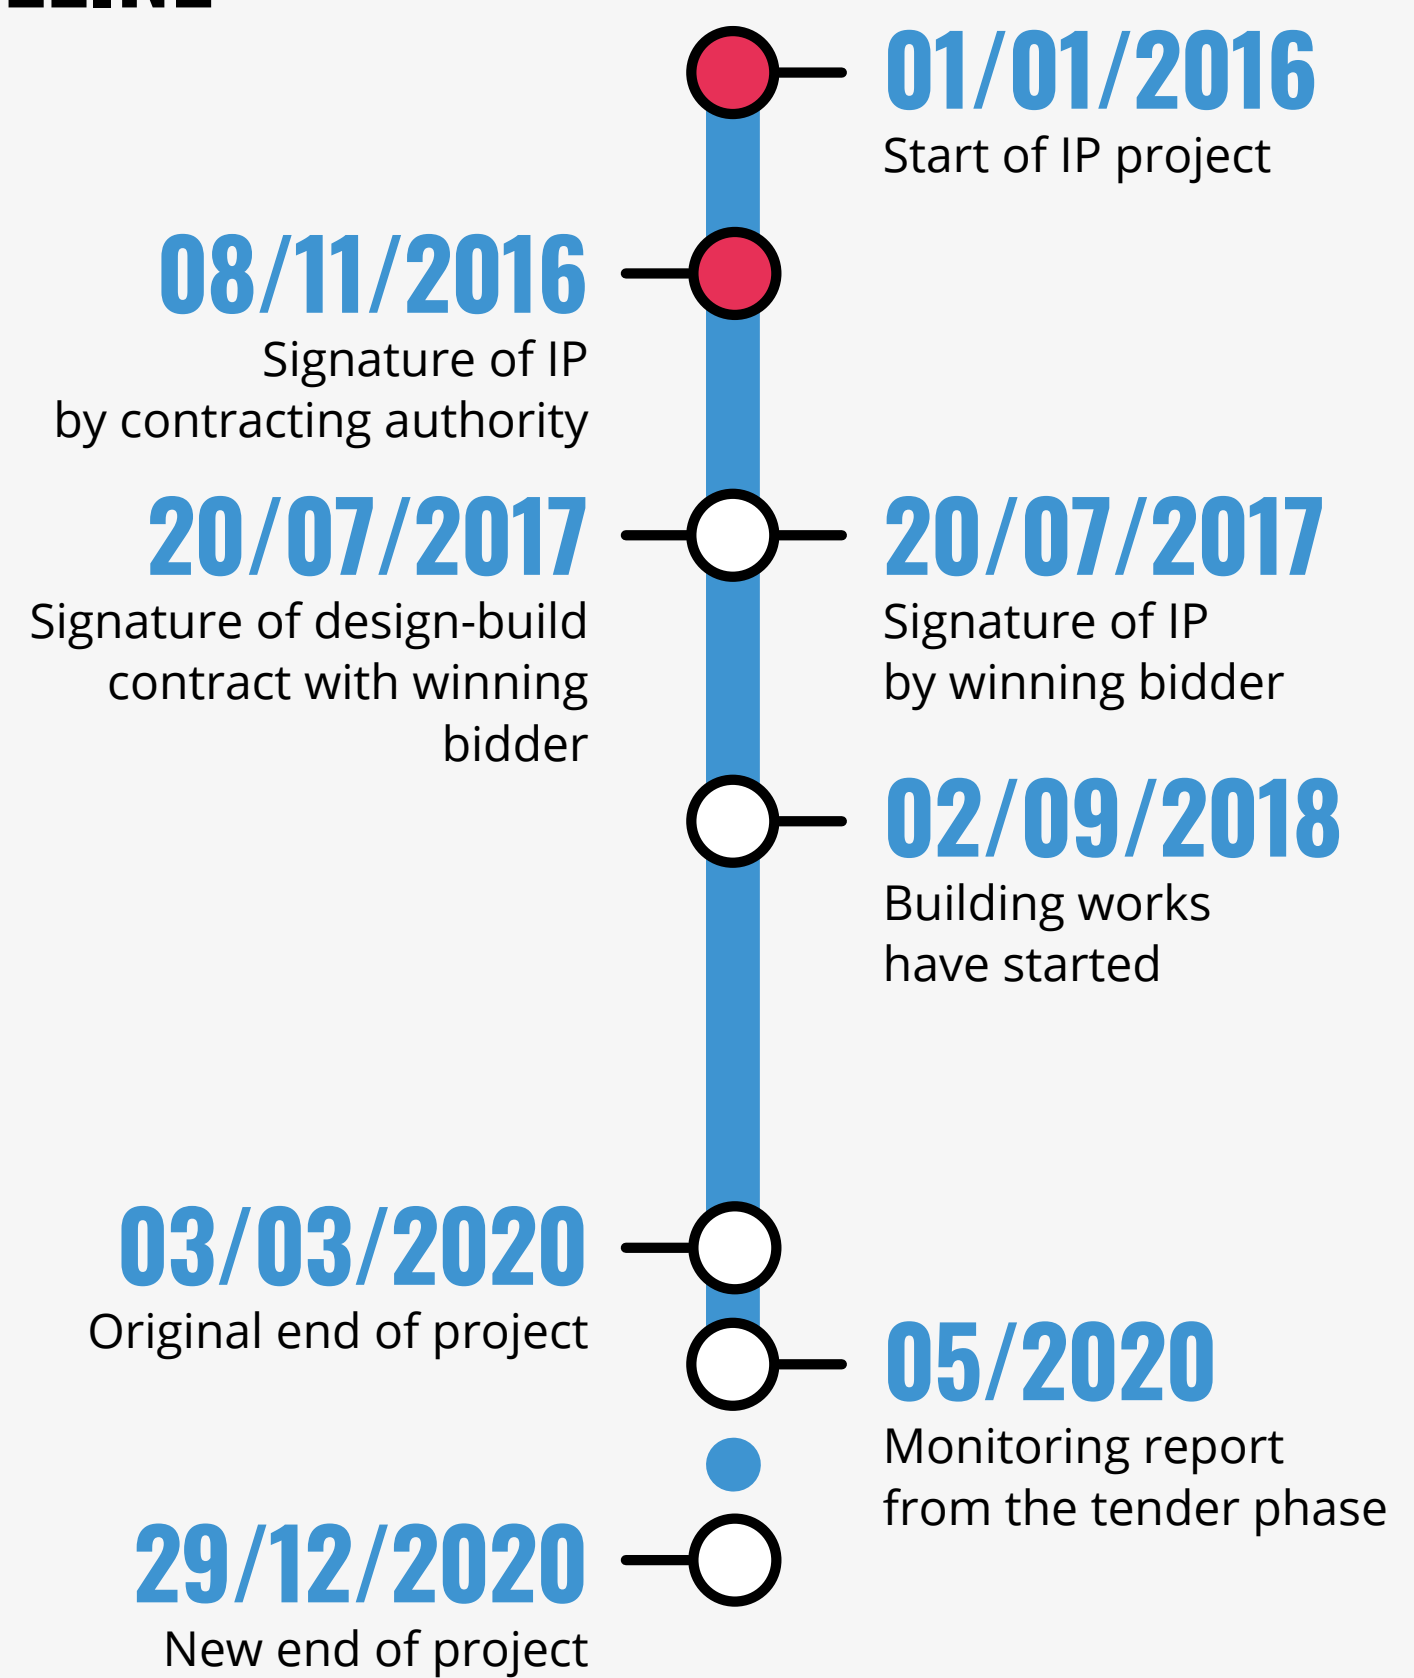 01/01/2016
Start of IP project
08/11/2016
Signature of IP
by contracting authority
20/07/2017
Signature of design-build
contract with winning
bidder
20/07/2017
Signature of IP
by winning bidder
02/09/2018
Building works
have started
03/03/2020
Original end of project
05/2020
Monitoring report
from the tender phase
29/12/2020
New end of project